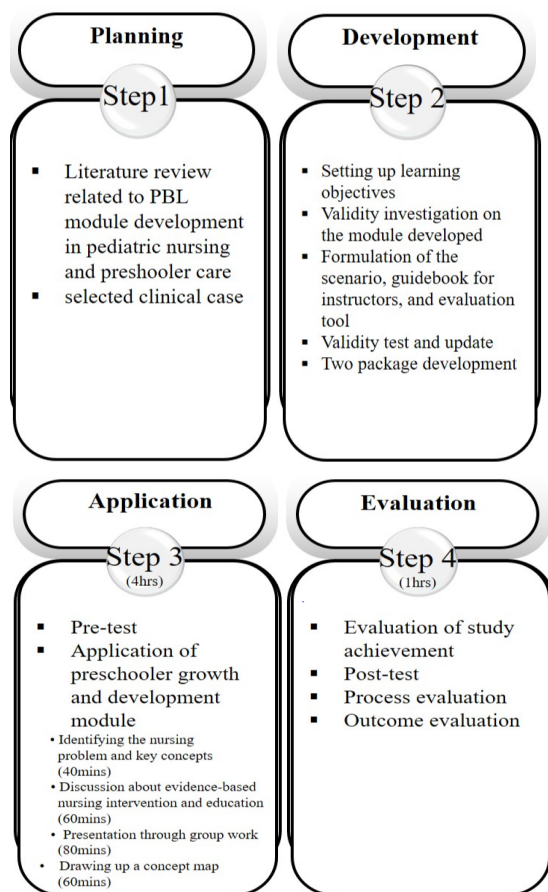 Planning
Step1
▪ Literature review
related to PBL
module development
in pediatric nursing
and preshooler care
▪ selected clinical case
Development
Step 2
▪ Setting up learning
objectives
▪ Validity investigation on
the module developed
▪ Formulation of the
scenario, guidebook for
instructors, and evaluation
tool
▪ Validity test and update
▪ Two package development
Application
Step 3
(4hrs)
▪ Pre-test
▪ Application of
preschooler growth
and development
module
• Identifying the nursing
problem and key concepts
(40mins)
• Discussion about evidence-based
nursing intervention and education
(60mins)
• Presentation through group work
(80mins)
• Drawing up a concept map
(60mins)
Evaluation
Step 4
(1hrs)
▪ Evaluation of study
achievement
▪ Post-test
▪ Process evaluation
▪ Outcome evaluation